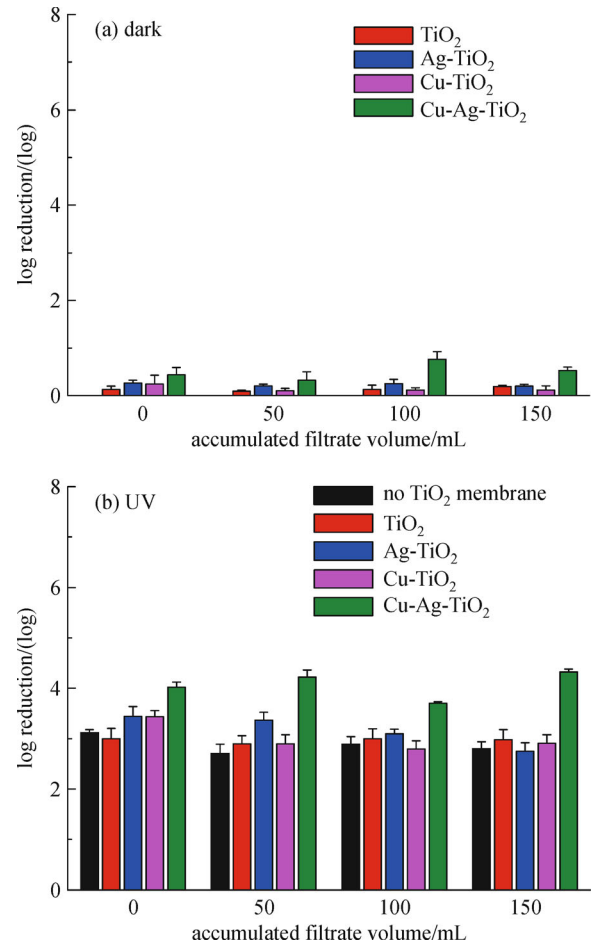 (a) dark
TiO₂
Ag-TiO₂
Cu-TiO₂
Cu-Ag-TiO₂
8
6
4
2
0
log reduction/(log)
0 50 100 150
accumulated filtrate volume/mL
(b) UV
no TiO₂ membrane
TiO₂
Ag-TiO₂
Cu-TiO₂
Cu-Ag-TiO₂
8
6
4
2
0
log reduction/(log)
0 50 100 150
accumulated filtrate volume/mL